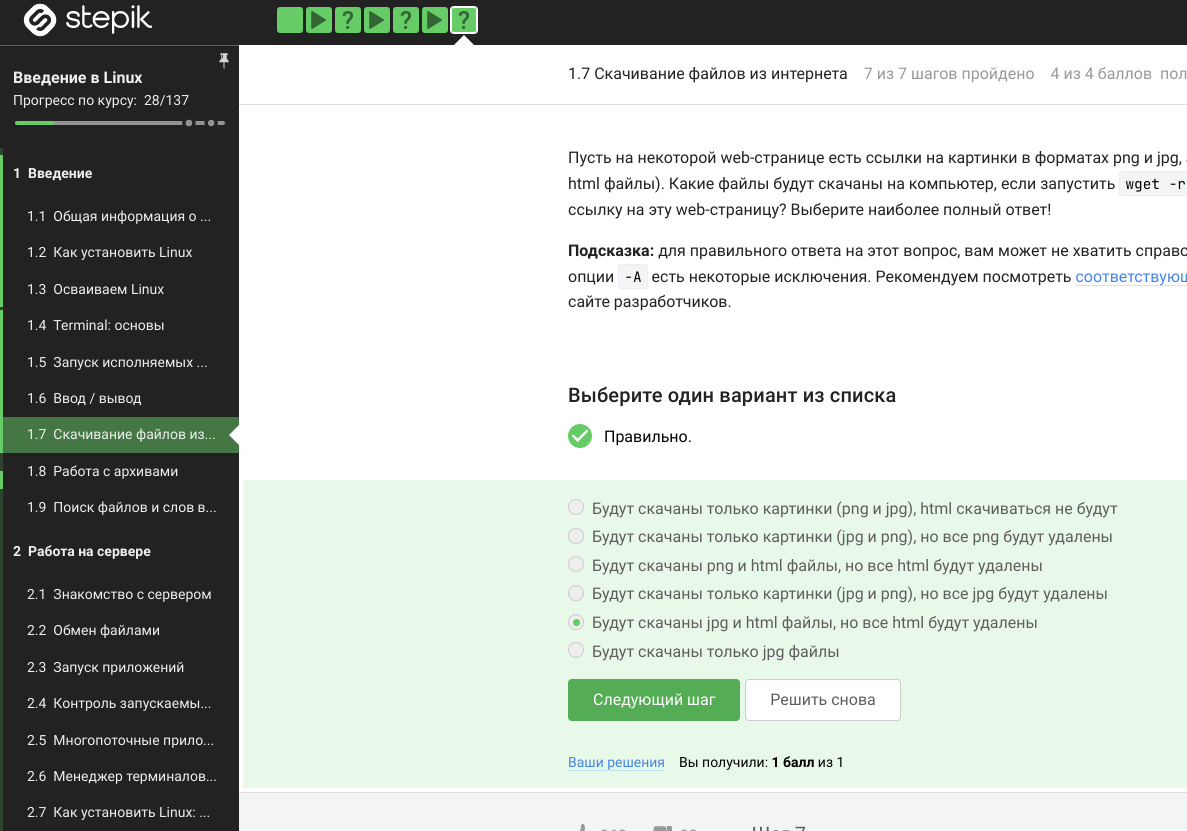 stepik
? ? ?
Введение в Linux
Прогресс по курсу: 28/137
1 Введение
1.1 Общая информация о ...
1.2 Как установить Linux
1.3 Осваиваем Linux
1.4 Terminal: основы
1.5 Запуск исполняемых ...
1.6 Ввод / вывод
1.7 Скачивание файлов из...
1.8 Работа с архивами
1.9 Поиск файлов и слов в...
2 Работа на сервере
2.1 Знакомство с сервером
2.2 Обмен файлами
2.3 Запуск приложений
2.4 Контроль запускаемы...
2.5 Многопоточные прило...
2.6 Менеджер терминалов...
2.7 Как установить Linux: ...
1.7 Скачивание файлов из интернета 7 из 7 шагов пройдено 4 из 4 баллов пол
Пусть на некоторой web-странице есть ссылки на картинки в форматах png и jpg,
html файлы). Какие файлы будут скачаны на компьютер, если запустить wget -r
ссылку на эту web-страницу? Выберите наиболее полный ответ!
Подсказка: для правильного ответа на этот вопрос, вам может не хватить справо
опции -A есть некоторые исключения. Рекомендуем посмотреть соответствующ
сайте разработчиков.
Выберите один вариант из списка
Правильно.
Будут скачаны только картинки (png и jpg), html скачиваться не будут
Будут скачаны только картинки (jpg и png), но все png будут удалены
Будут скачаны png и html файлы, но все html будут удалены
Будут скачаны только картинки (jpg и png), но все jpg будут удалены
Будут скачаны jpg и html файлы, но все html будут удалены
Будут скачаны только jpg файлы
Следующий шаг Решить снова
Ваши решения Вы получили: 1 балл из 1
Шаг 7